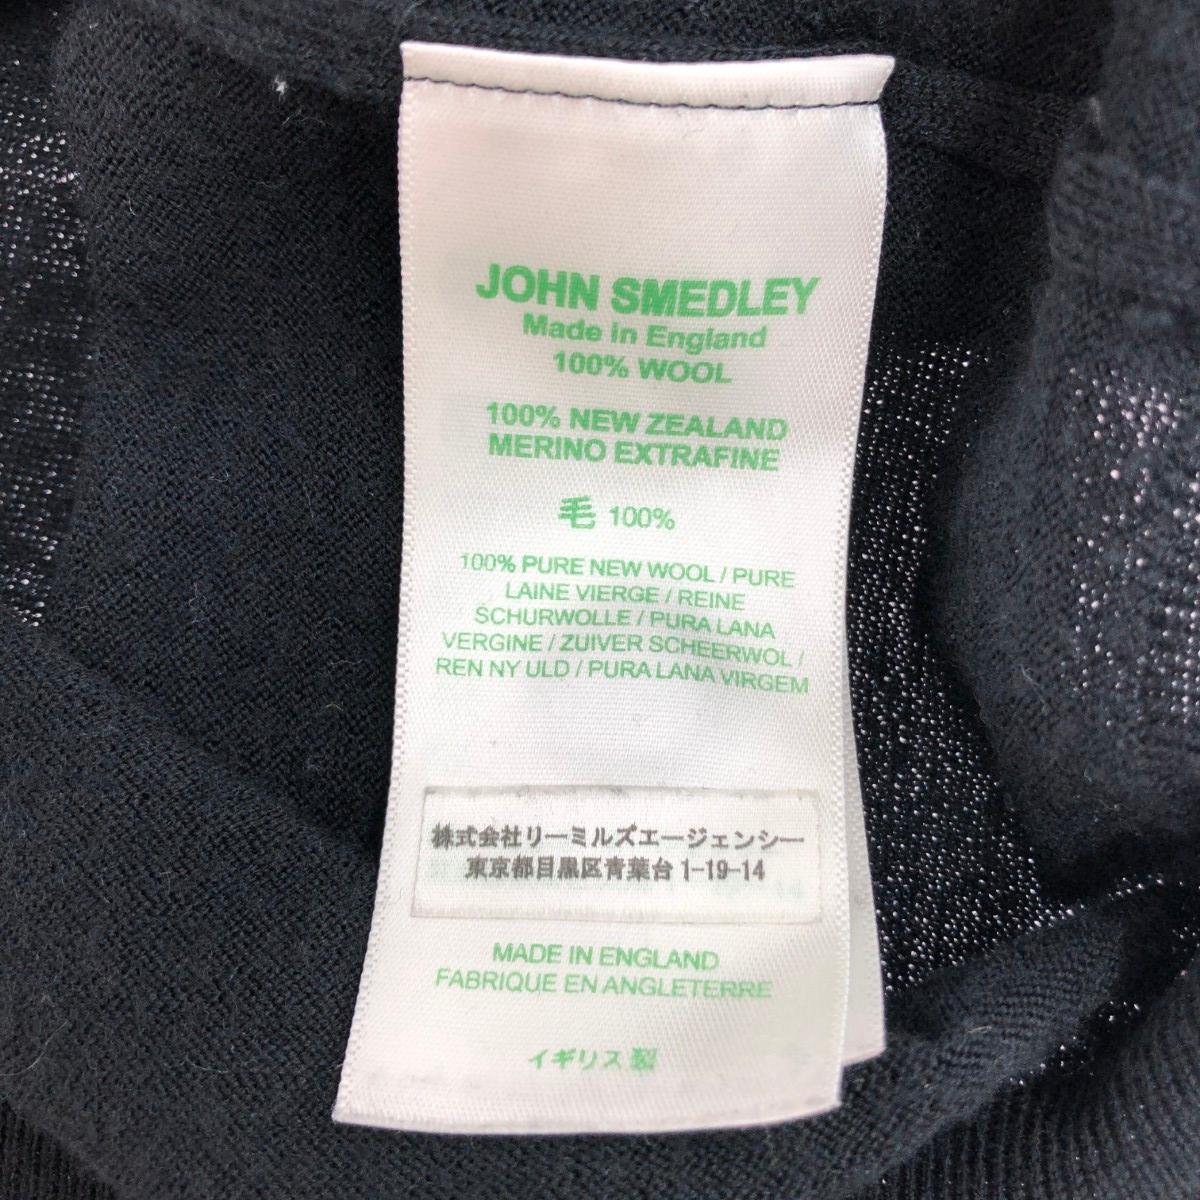 JOHN SMEDLEY
Made in England
100% WOOL
100% NEW ZEALAND
MERINO EXTRAFINE
毛 100%
100% PURE NEW WOOL / PURE
LAINE VIERGE / REINE
SCHURWOLLE / PURA LANA
VERGINE / ZUIVER SCHEERWOL /
REN NY ULD / PURA LANA VIRGEM
株式会社リーミルズエージェンシー
東京都目黒区青葉台 1-19-14
MADE IN ENGLAND
FABRIQUE EN ANGLETERRE
イギリス製